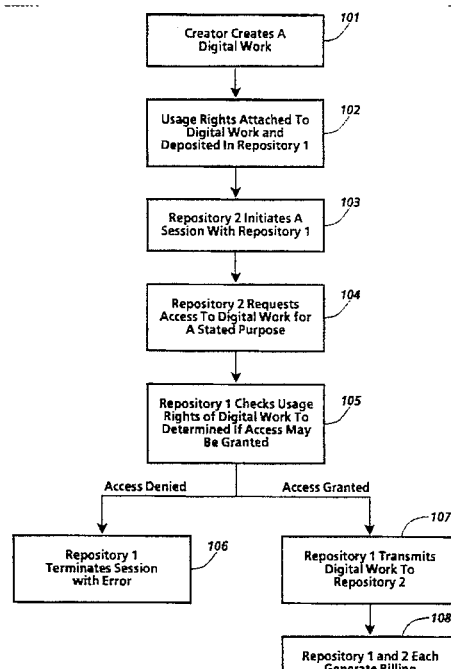 101
Creator Creates A
Digital Work
102
Usage Rights Attached To
Digital Work and
Deposited In Repository 1
103
Repository 2 Initiates A
Session With Repository 1
104
Repository 2 Requests
Access To Digital Work for
A Stated Purpose
105
Repository 1 Checks Usage
Rights of Digital Work To
Determined If Access May
Be Granted
Access Denied
Access Granted
106
Repository 1
Terminates Session
with Error
107
Repository 1 Transmits
Digital Work To
Repository 2
108
Repository 1 and 2 Each
Generate Billing